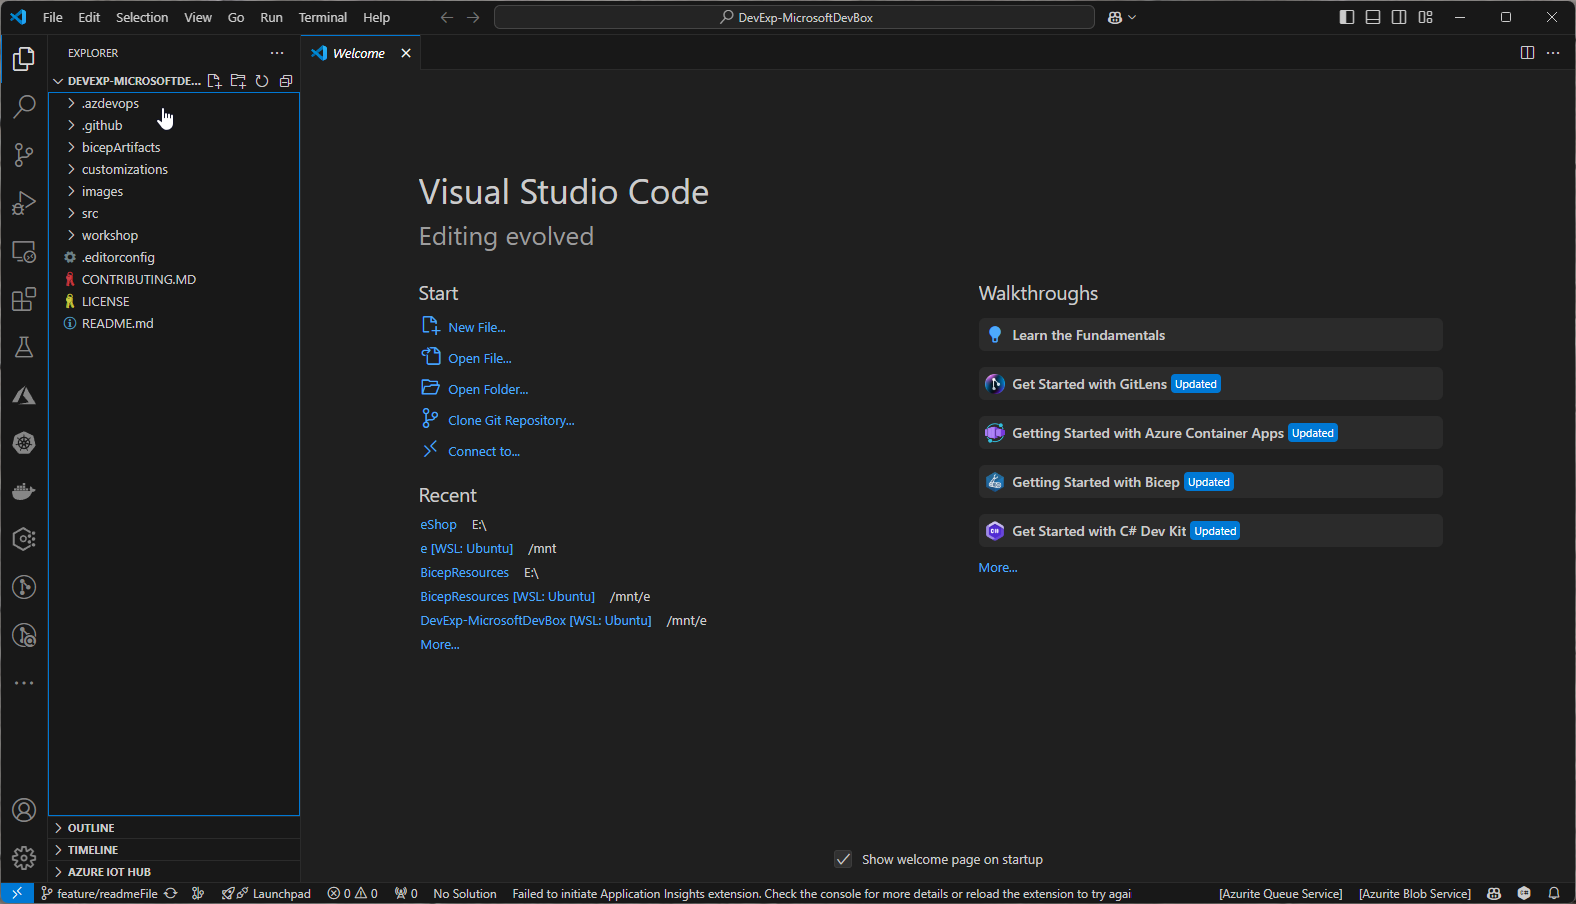 File Edit Selection View Go Run Terminal Help DevExp-MicrosoftDevBox
EXPLORER
Welcome
DEVEXP-MICROSOFTDE...
.azdevops
.github
bicepArtifacts
customizations
images
src
workshop
.editorconfig
CONTRIBUTING.MD
LICENSE
README.md
OUTLINE
TIMELINE
AZURE IOT HUB
Visual Studio Code
Editing evolved
Start
New File...
Open File...
Open Folder...
Clone Git Repository...
Connect to...
Recent
eShop E:\
e [WSL: Ubuntu] /mnt
BicepResources E:\
BicepResources [WSL: Ubuntu] /mnt/e
DevExp-MicrosoftDevBox [WSL: Ubuntu] /mnt/e
More...
Walkthroughs
Learn the Fundamentals
Get Started with GitLens Updated
Getting Started with Azure Container Apps Updated
Getting Started with Bicep Updated
Get Started with C# Dev Kit Updated
More...
Show welcome page on startup
feature/readmeFile Launchpad 0 0 0 No Solution Failed to initiate Application Insights extension. Check the console for more details or reload the extension to try agai [Azurite Queue Service] [Azurite Blob Service]